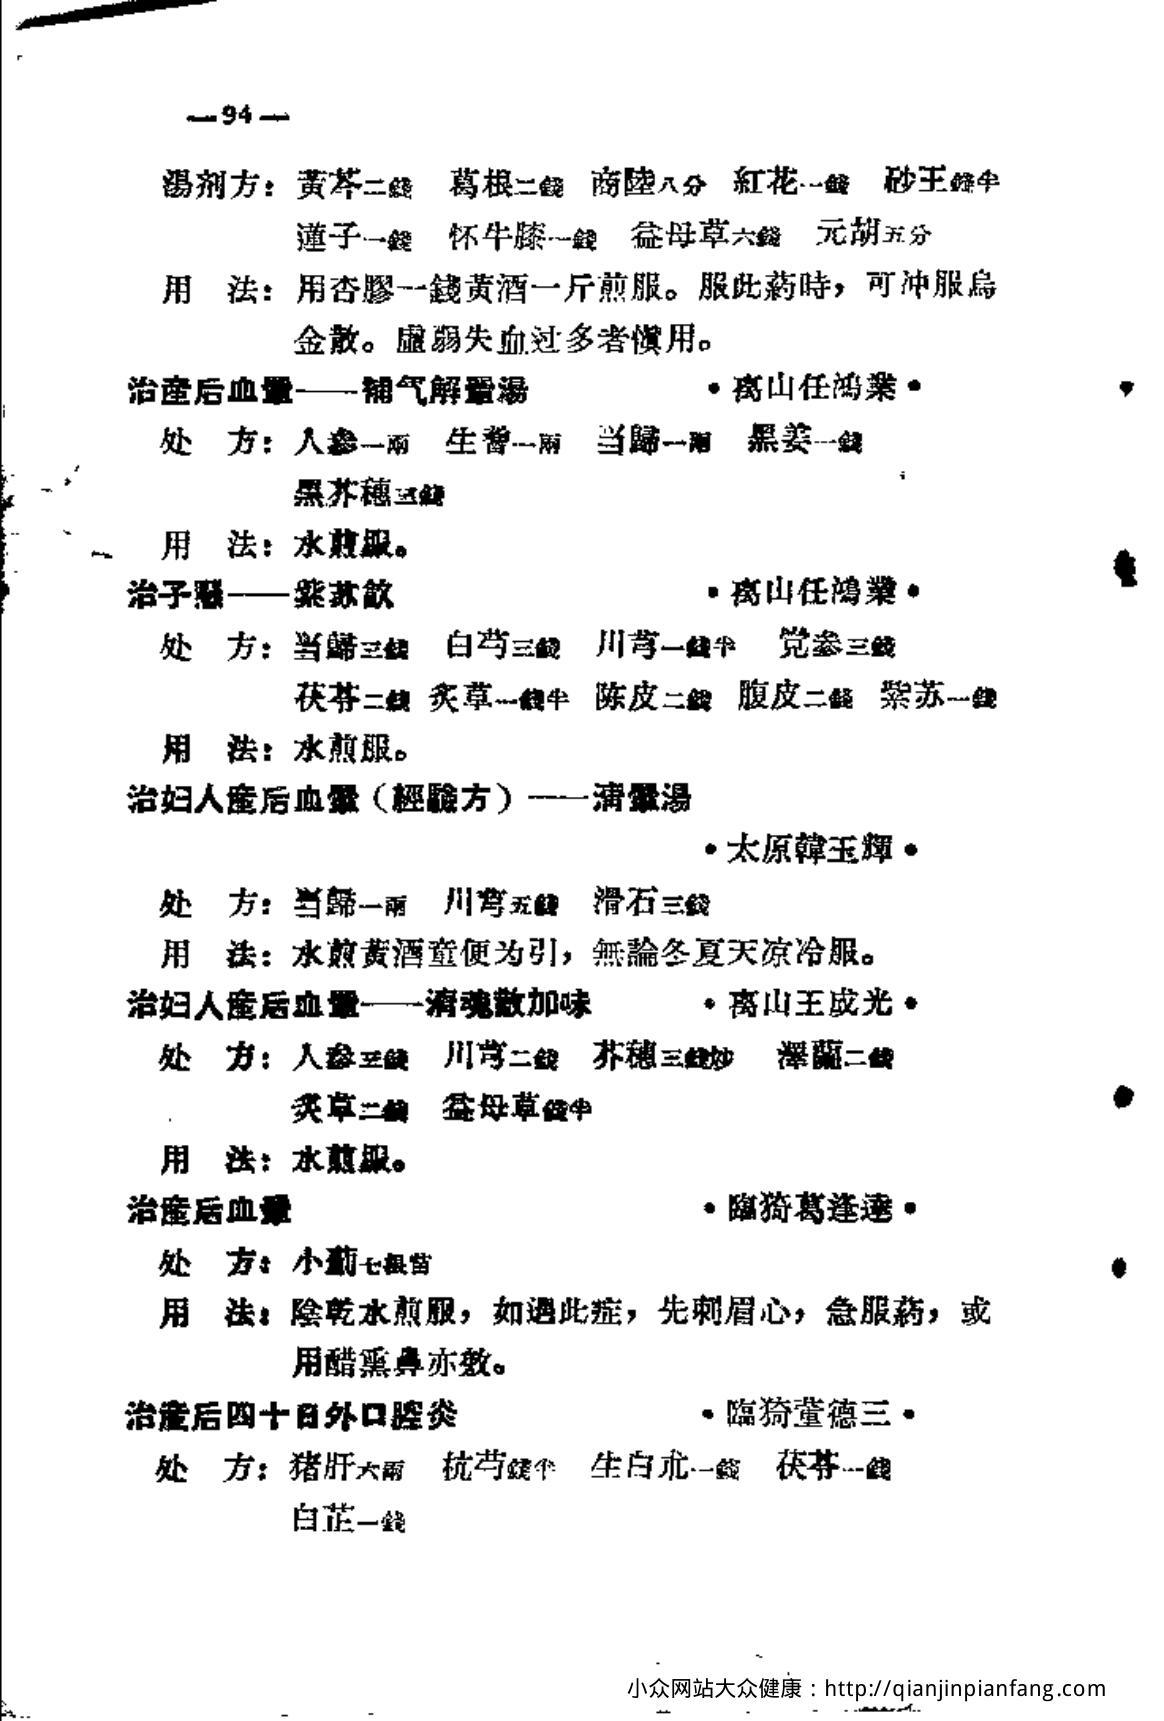 —94—
湯剂方：黃芩二錢　葛根二錢　商陸八分　紅花一錢　砂王錢半
蓮子一錢　怀牛膝一錢　益母草六錢　元胡五分
用　法：用杏膠一錢黃酒一斤煎服。服此葯時，可冲服烏
金散。虛弱失血过多者愼用。
治産后血暈——補气解暈湯　•离山任鴻業•
处　方：人參一兩　生耆一兩　当歸一兩　黑姜一錢
黑芥穗三錢
用　法：水煎服。
治子懸——紫苏飲　•离山任鴻業•
处　方：当歸三錢　白芍三錢　川芎一錢半　党参三錢
茯苓二錢　炙草一錢半　陈皮二錢　腹皮二錢　紫苏一錢
用　法：水煎服。
治妇人産后血暈（經驗方）——清暈湯
•太原韓玉輝•
处　方：当歸一兩　川芎五錢　滑石三錢
用　法：水煎黃酒童便为引，無論冬夏天凉冷服。
治妇人産后血暈——清魂散加味　•离山王成光•
处　方：人參三錢　川芎二錢　芥穗三錢炒　澤蘭二錢
炙草二錢　益母草錢半
用　法：水煎服。
治産后血暈　•臨猗葛逢逵•
处　方：小薊七根苗
用　法：陰乾水煎服，如遇此症，先刺眉心，急服葯，或
用醋熏鼻亦效。
治産后四十日外口腔炎　•臨猗董德三•
处　方：猪肝六兩　杭芍錢半　生白朮一錢　茯苓一錢
白芷一錢
小众网站大众健康：http://qianjinpianfang.com